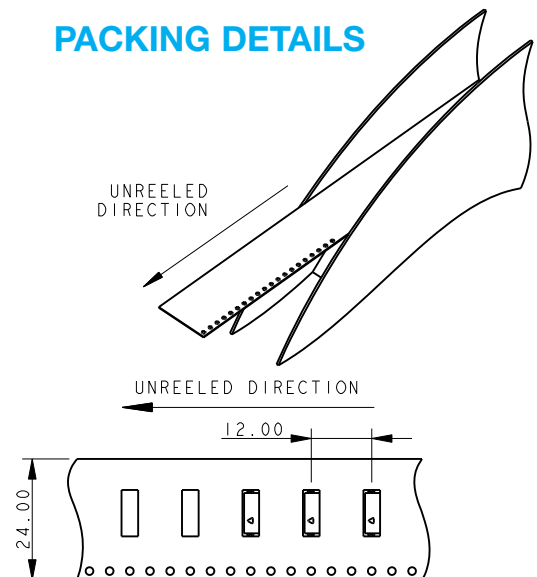 PACKING DETAILS
UNREELED
DIRECTION
UNREELED DIRECTION
12.00
24.00